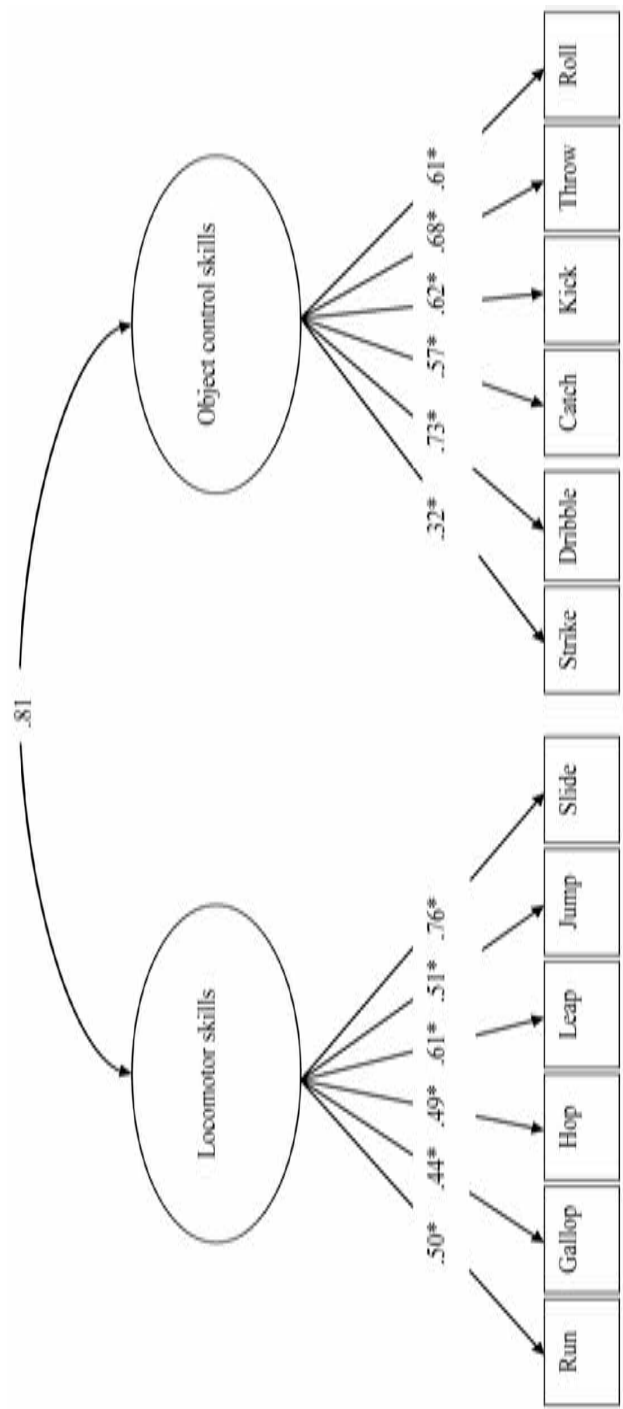 .81
Locomotor skills
Object control skills
.50*
.44*
.49*
.61*
.51*
.76*
.32*
.73*
.57*
.62*
.68*
.61*
Run
Gallop
Hop
Leap
Jump
Slide
Strike
Dribble
Catch
Kick
Throw
Roll